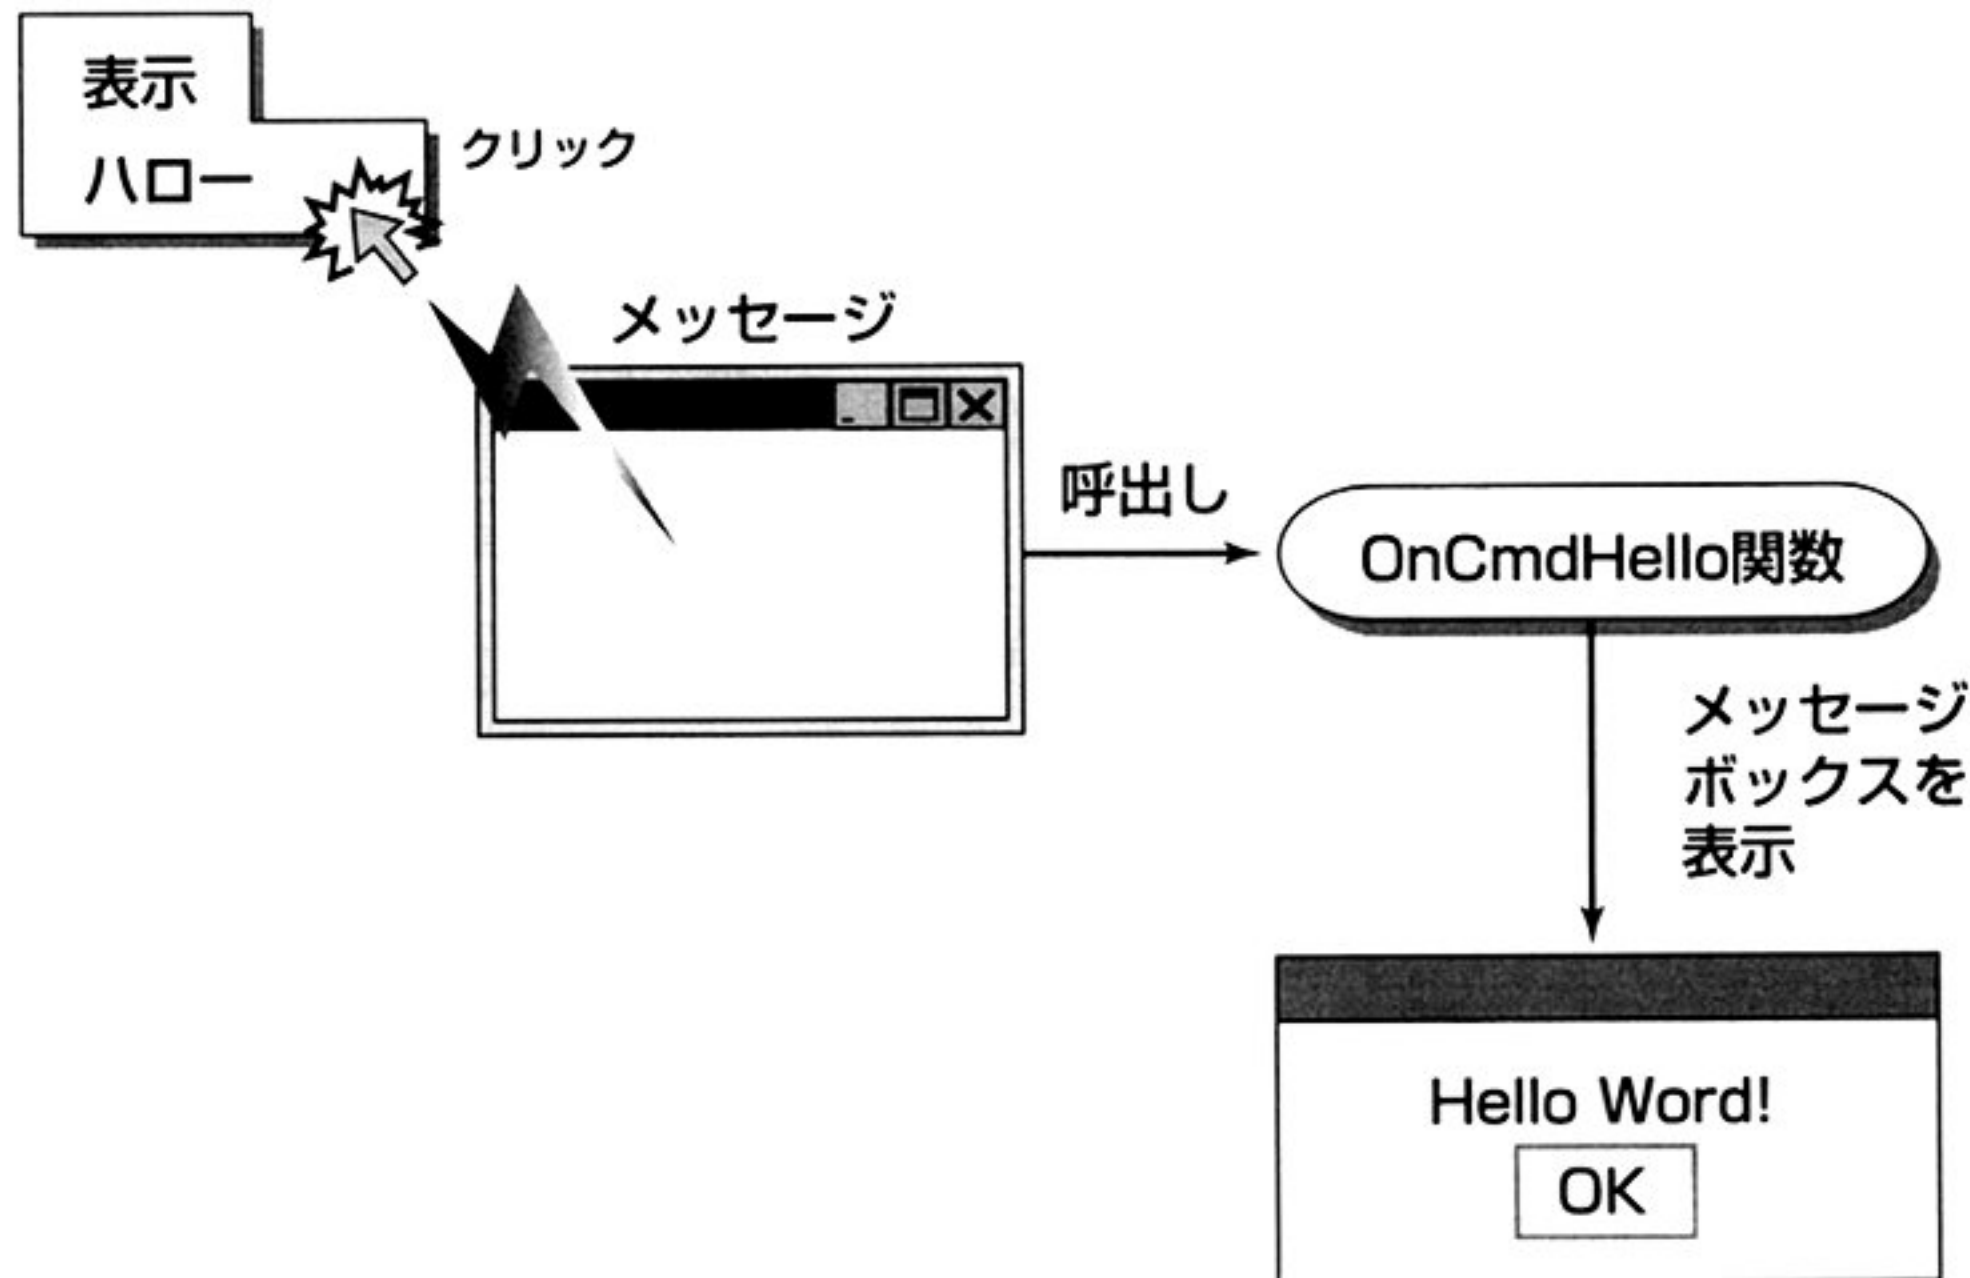 表示
ハロー
クリック
メッセージ
呼出し
OnCmdHello関数
メッセージ
ボックスを
表示
Hello Word!
OK